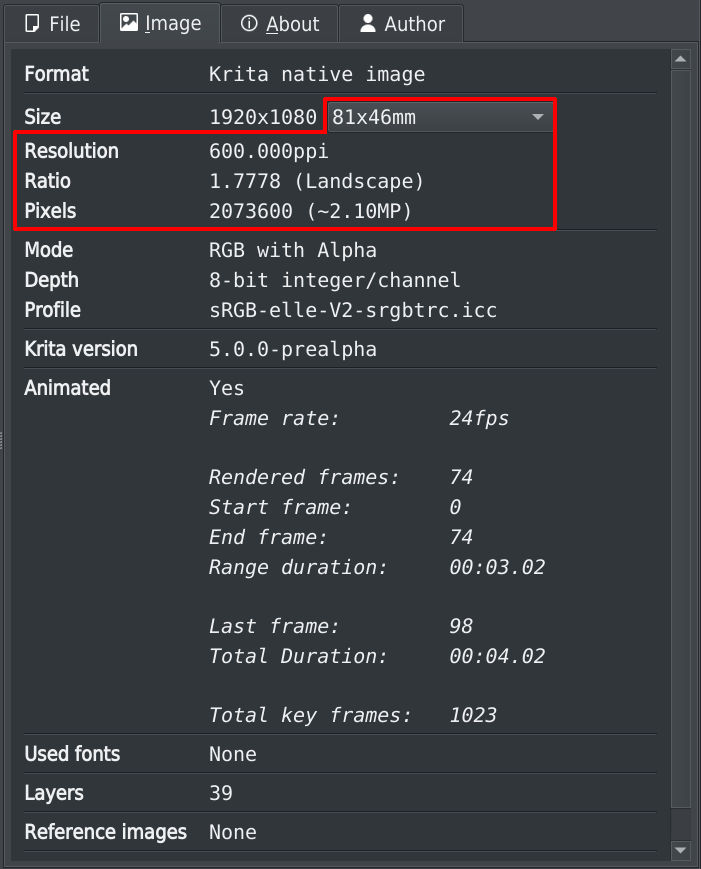 File Image About Author
Format Krita native image
Size 1920x1080 81x46mm
Resolution 600.000ppi
Ratio 1.7778 (Landscape)
Pixels 2073600 (~2.10MP)
Mode RGB with Alpha
Depth 8-bit integer/channel
Profile sRGB-elle-V2-srgbtrc.icc
Krita version 5.0.0-prealpha
Animated Yes
Frame rate: 24fps
Rendered frames: 74
Start frame: 0
End frame: 74
Range duration: 00:03.02
Last frame: 98
Total Duration: 00:04.02
Total key frames: 1023
Used fonts None
Layers 39
Reference images None